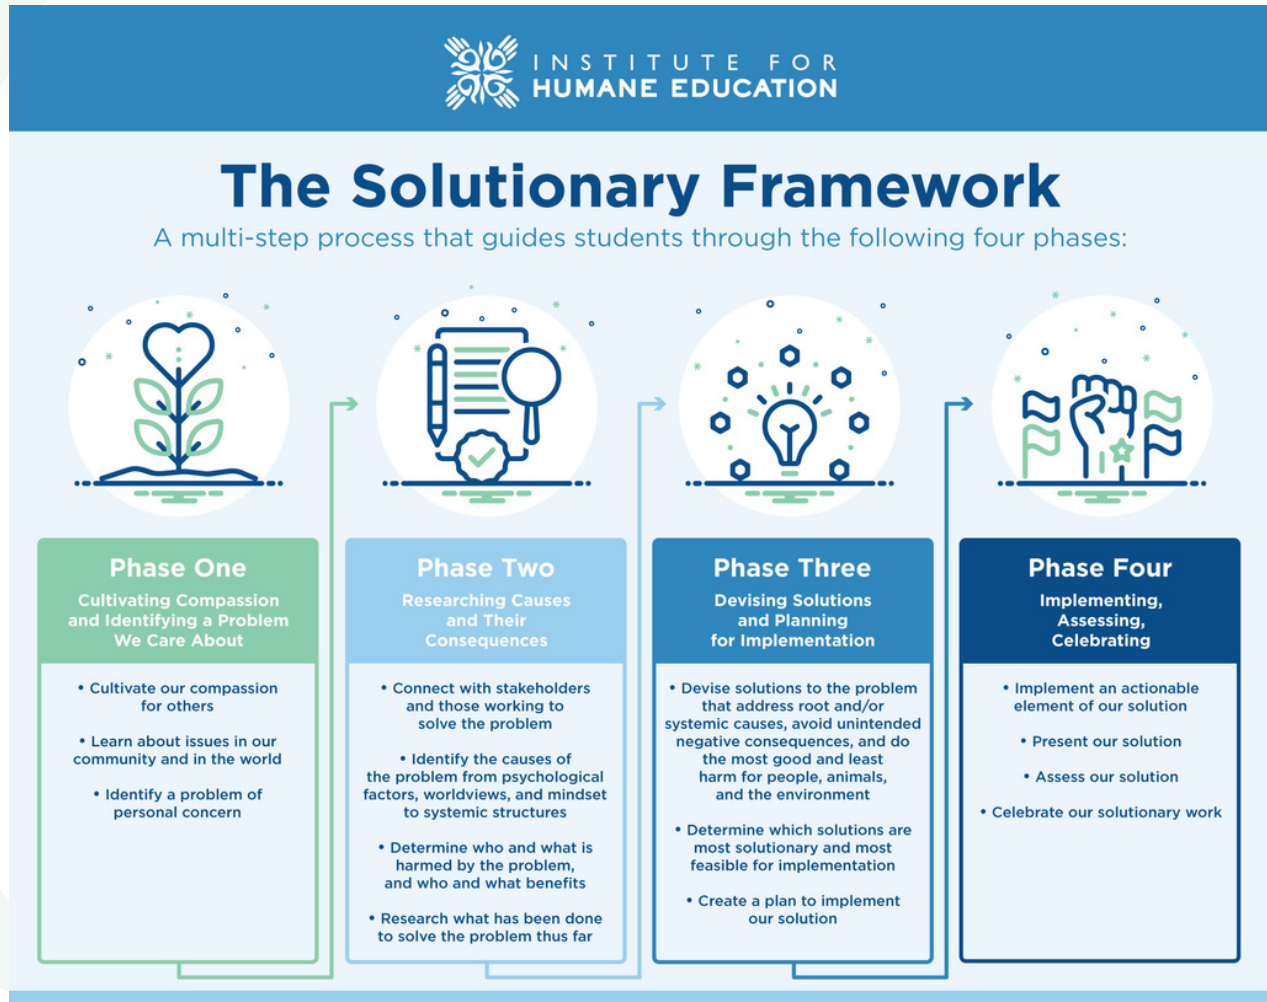 INSTITUTE FOR
HUMANE EDUCATION
The Solutionary Framework
A multi-step process that guides students through the following four phases:
Phase One
Cultivating Compassion
and Identifying a Problem
We Care About
• Cultivate our compassion
for others
• Learn about issues in our
community and in the world
• Identify a problem of
personal concern
Phase Two
Researching Causes
and Their
Consequences
• Connect with stakeholders
and those working to
solve the problem
• Identify the causes of
the problem from psychological
factors, worldviews, and mindset
to systemic structures
• Determine who and what is
harmed by the problem,
and who and what benefits
• Research what has been done
to solve the problem thus far
Phase Three
Devising Solutions
and Planning
for Implementation
• Devise solutions to the problem
that address root and/or
systemic causes, avoid unintended
negative consequences, and do
the most good and least
harm for people, animals,
and the environment
• Determine which solutions are
most solutionary and most
feasible for implementation
• Create a plan to implement
our solution
Phase Four
Implementing,
Assessing,
Celebrating
• Implement an actionable
element of our solution
• Present our solution
• Assess our solution
• Celebrate our solutionary work